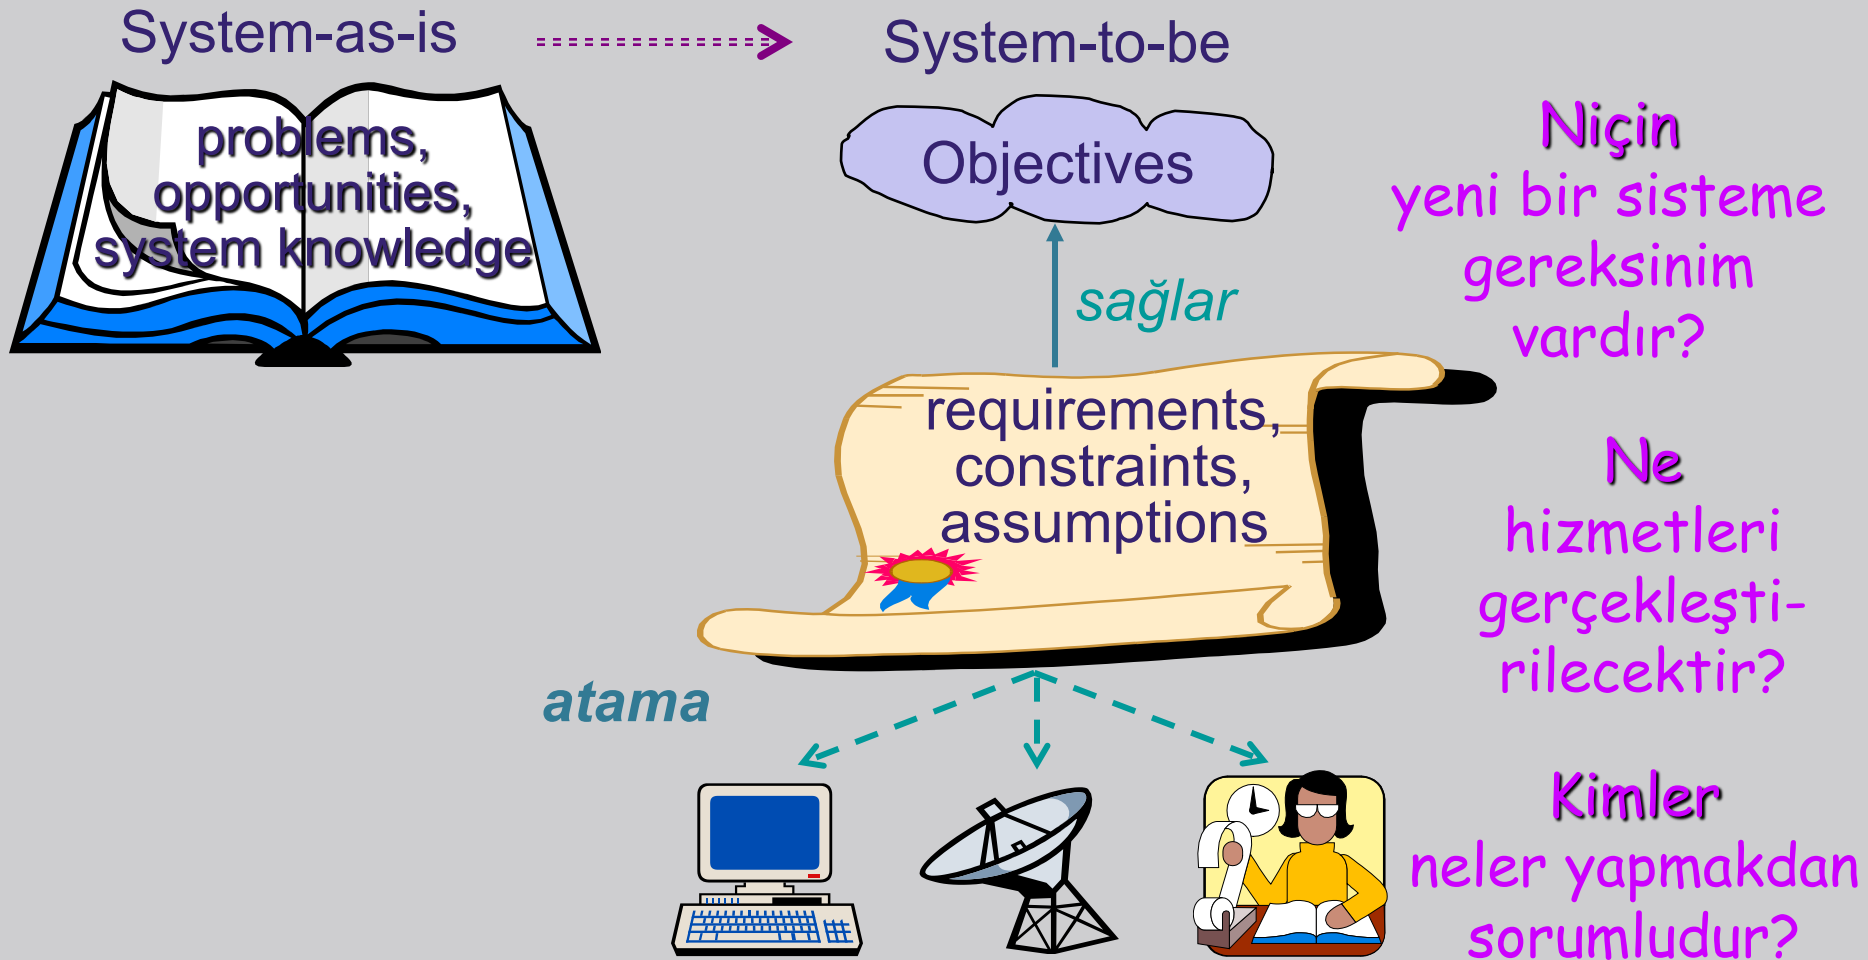 System-as-is
System-to-be
problems,
opportunities,
system knowledge
Objectives
sağlar
requirements,
constraints,
assumptions
atama
Niçin
yeni bir sisteme
gereksinim
vardır?
Ne
hizmetleri
gerçekleşti-
rilecektir?
Kimler
neler yapmakdan
sorumludur?